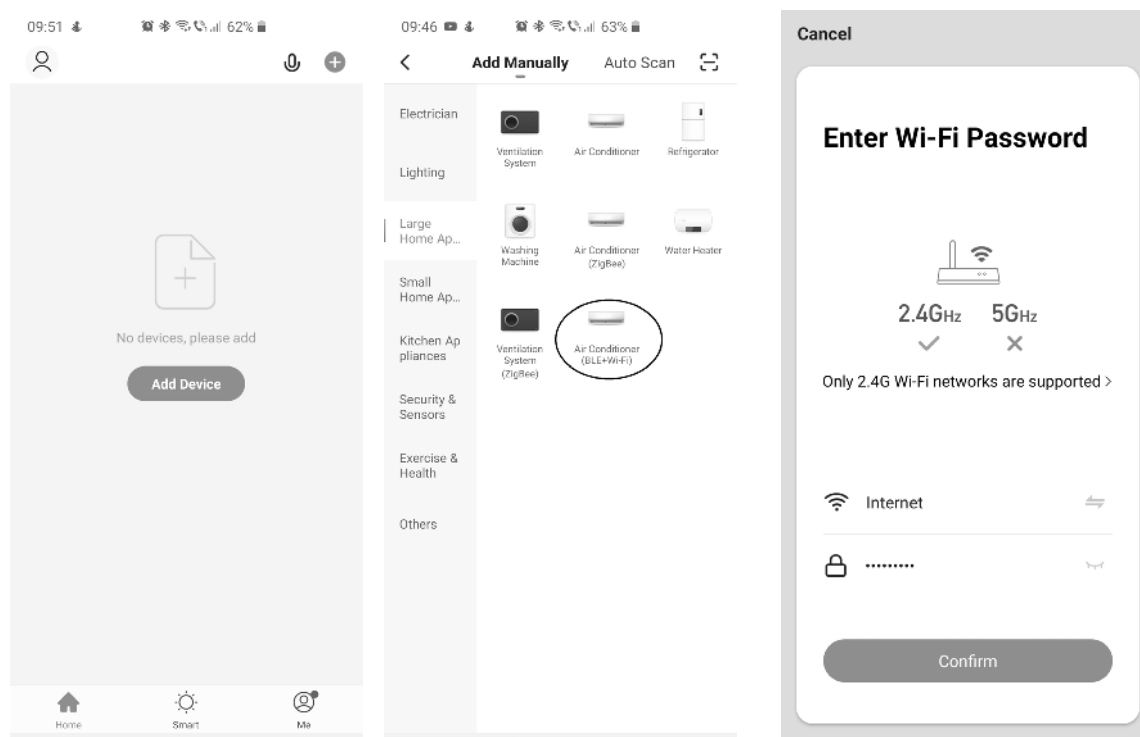 09:51 62%
No devices, please add
Add Device
Home Smart Me
09:46 63%
Add Manually Auto Scan
Electrician
Lighting
Large
Home Ap...
Small
Home Ap...
Kitchen Ap
pliances
Security &
Sensors
Exercise &
Health
Others
Ventilation
System
Air Conditioner
Refrigerator
Washing
Machine
Air Conditioner
(ZigBee)
Water Heater
Ventilation
System
(ZigBee)
Air Conditioner
(BLE+Wi-Fi)
Cancel
Enter Wi-Fi Password
2.4GHz 5GHz
Only 2.4G Wi-Fi networks are supported >
Internet
•••••••••
Confirm